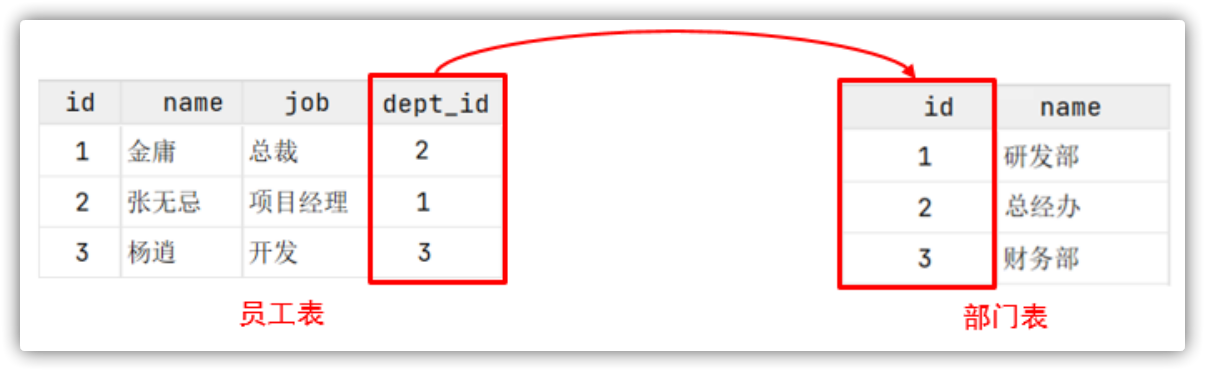 id name job dept_id
1 金庸 总裁 2
2 张无忌 项目经理 1
3 杨逍 开发 3
员工表
id name
1 研发部
2 总经办
3 财务部
部门表